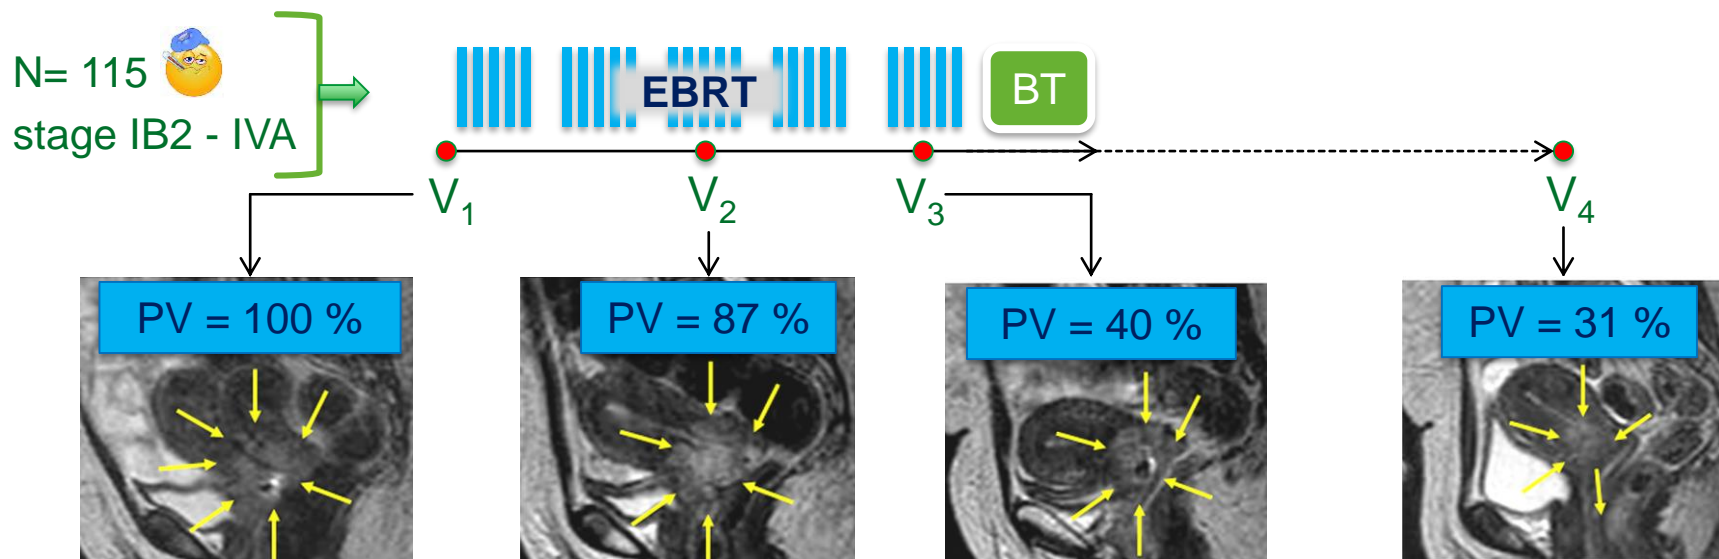 N= 115
stage IB2 - IVA
EBRT
BT
V₁
V₂
V₃
V₄
PV = 100 %
PV = 87 %
PV = 40 %
PV = 31 %